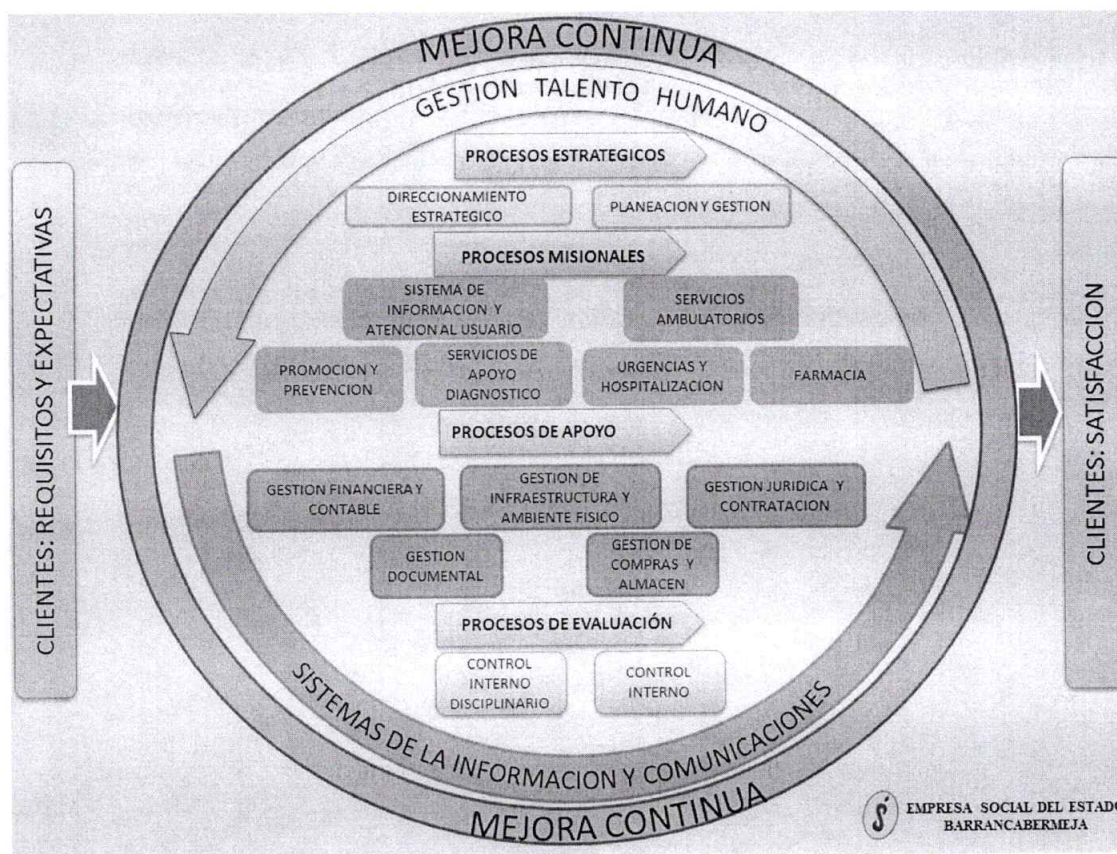 MEJORA CONTINUA
GESTION TALENTO HUMANO
CLIENTES: REQUISITOS Y EXPECTATIVAS
PROCESOS ESTRATEGICOS
DIRECCIONAMIENTO
ESTRATEGICO
PLANEACION Y GESTION
PROCESOS MISIONALES
SISTEMA DE
INFORMACION Y
ATENCION AL USUARIO
SERVICIOS
AMBULATORIOS
PROMOCION Y
PREVENCION
SERVICIOS DE
APOYO
DIAGNOSTICO
URGENCIAS Y
HOSPITALIZACION
FARMACIA
PROCESOS DE APOYO
GESTION FINANCIERA Y
CONTABLE
GESTION DE
INFRAESTRUCTURA Y
AMBIENTE FISICO
GESTION JURIDICA Y
CONTRATACION
GESTION
DOCUMENTAL
GESTION DE
COMPRAS Y
ALMACEN
PROCESOS DE EVALUACIÓN
CONTROL
INTERNO
DISCIPLINARIO
CONTROL
INTERNO
SISTEMAS DE LA INFORMACION Y COMUNICACIONES
MEJORA CONTINUA
CLIENTES: SATISFACCION
EMPRESA SOCIAL DEL ESTADO
BARRANCABERMEJA